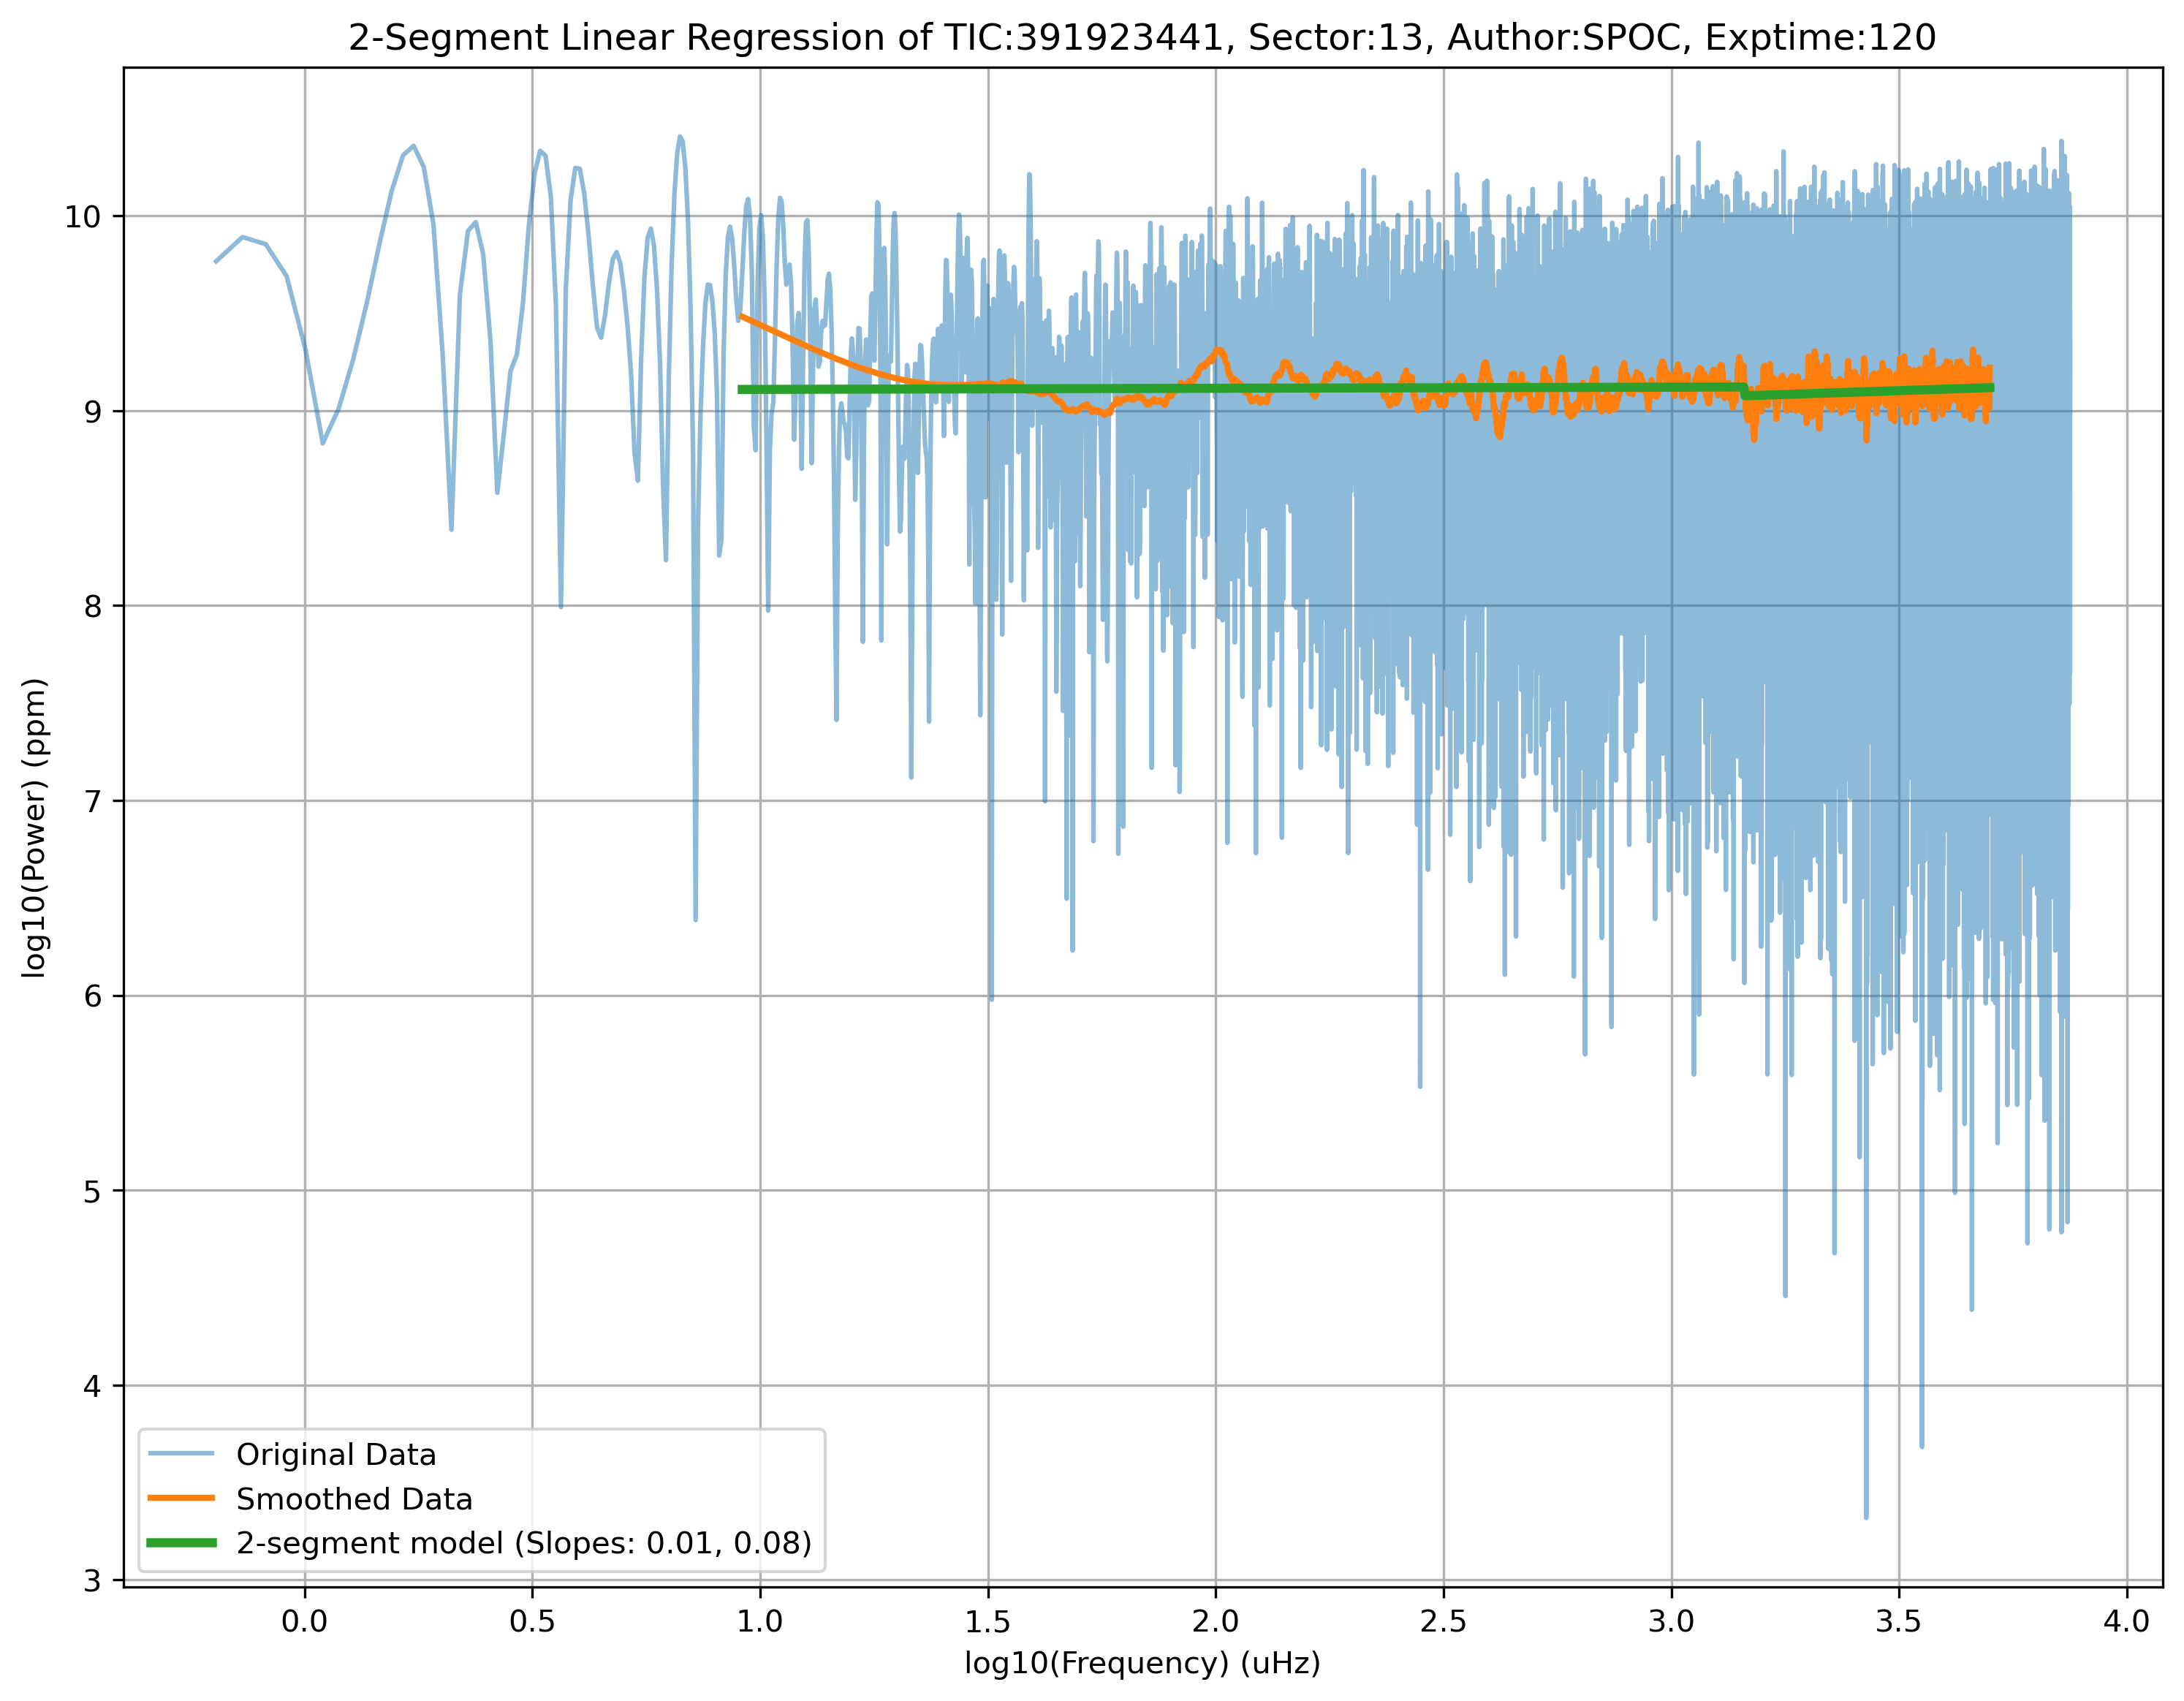 2-Segment Linear Regression of TIC:391923441, Sector:13, Author:SPOC, Exptime:120
log10(Power) (ppm)
10
9
8
7
6
5
4
3
Original Data
Smoothed Data
2-segment model (Slopes: 0.01, 0.08)
0.0 0.5 1.0 1.5 2.0 2.5 3.0 3.5 4.0
log10(Frequency) (uHz)